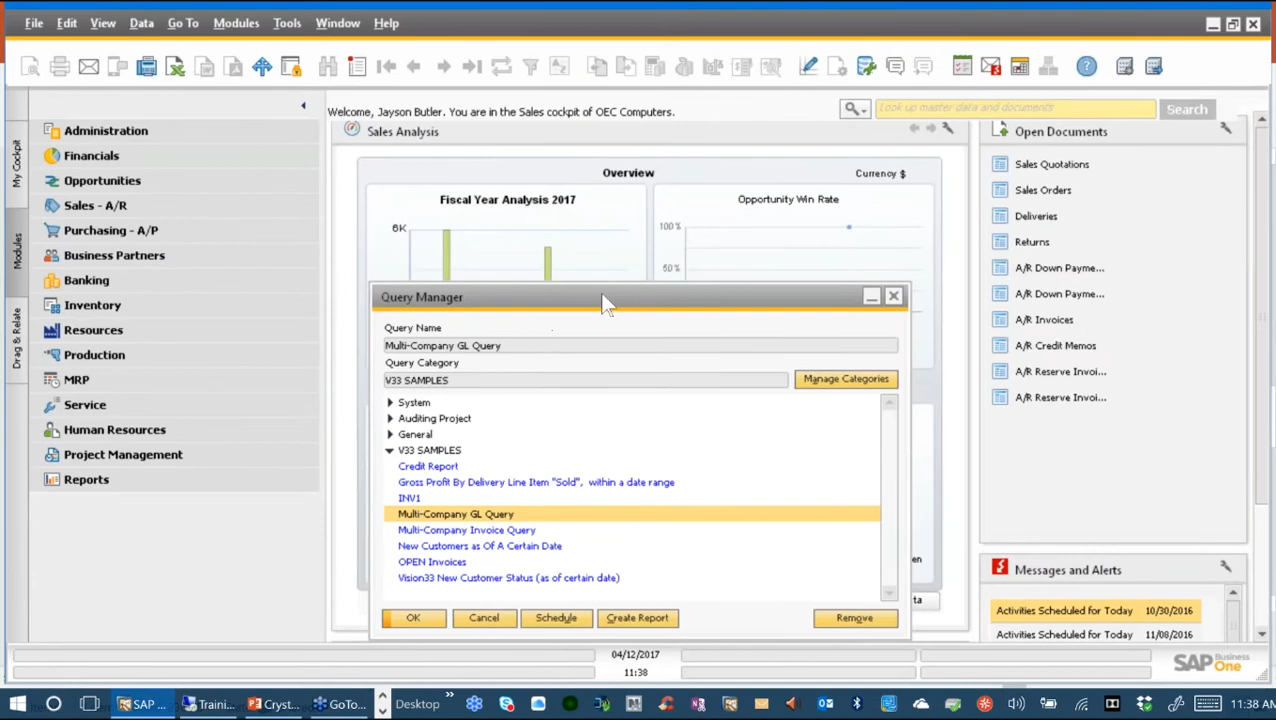 File Edit View Data Go To Modules Tools Window Help
Welcome, Jayson Butler. You are in the Sales cockpit of OEC Computers.
Look up master data and documents
Search
My Cockpit
Modules
Drag & Relate
Administration
Financials
Opportunities
Sales - A/R
Purchasing - A/P
Business Partners
Banking
Inventory
Resources
Production
MRP
Service
Human Resources
Project Management
Reports
Sales Analysis
Overview
Currency $
Fiscal Year Analysis 2017
6K
Opportunity Win Rate
100 %
50 %
Query Manager
Query Name
Multi-Company GL Query
Query Category
V33 SAMPLES
Manage Categories
System
Auditing Project
General
V33 SAMPLES
Credit Report
Gross Profit By Delivery Line Item "Sold", within a date range
INV1
Multi-Company GL Query
Multi-Company Invoice Query
New Customers as Of A Certain Date
OPEN Invoices
Vision33 New Customer Status (as of certain date)
OK
Cancel
Schedule
Create Report
Remove
en
ta
Open Documents
Sales Quotations
Sales Orders
Deliveries
Returns
A/R Down Payme...
A/R Down Payme...
A/R Invoices
A/R Credit Memos
A/R Reserve Invoi...
A/R Reserve Invoi...
Messages and Alerts
Activities Scheduled for Today 10/30/2016
Activities Scheduled for Today 11/08/2016
04/12/2017
11:38
SAP Business One
SAP ...
Traini...
Cryst...
GoTo...
Desktop
11:38 AM